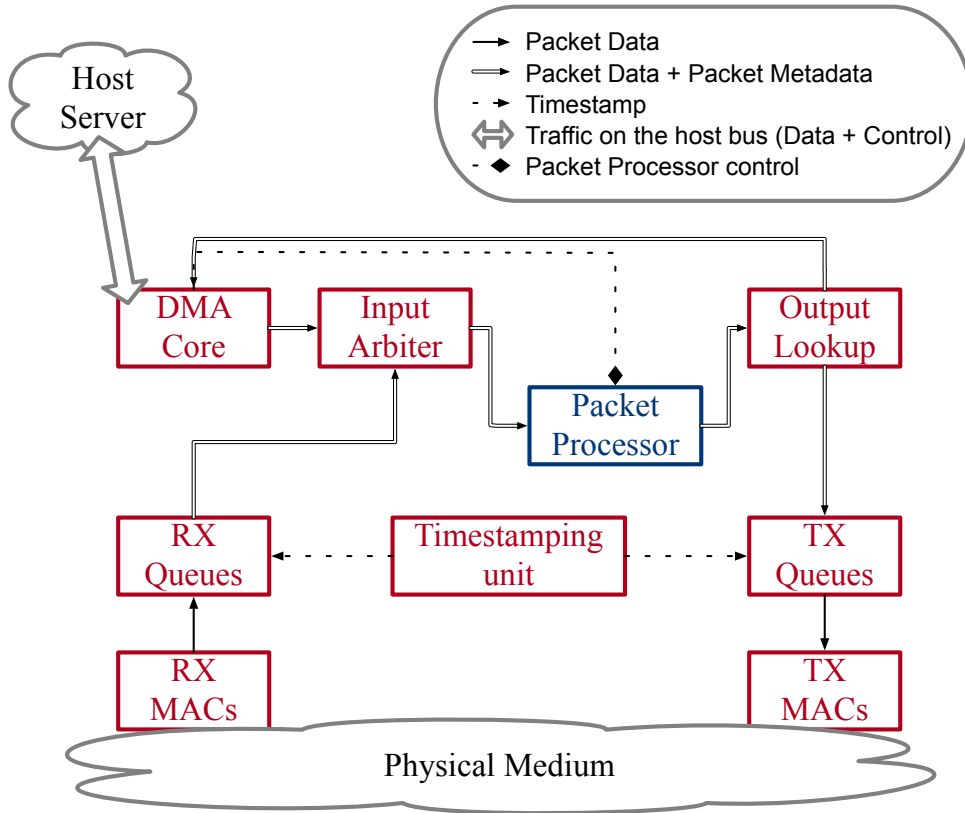 Host
Server
Packet Data
Packet Data + Packet Metadada
Timestamp
Traffic on the host bus (Data + Control)
Packet Processor control
DMA
Core
Input
Arbiter
Output
Lookup
Packet
Processor
RX
Queues
Timestamping
unit
TX
Queues
RX
MACs
TX
MACs
Physical Medium